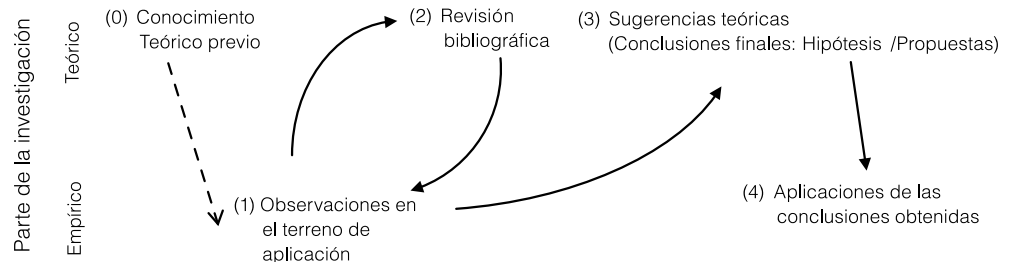 Parte de la investigación
Teórico
Empírico
(0) Conocimiento
Teórico previo
(2) Revisión
bibliográfica
(3) Sugerencias teóricas
(Conclusiones finales: Hipótesis /Propuestas)
(1) Observaciones en
el terreno de
aplicación
(4) Aplicaciones de las
conclusiones obtenidas